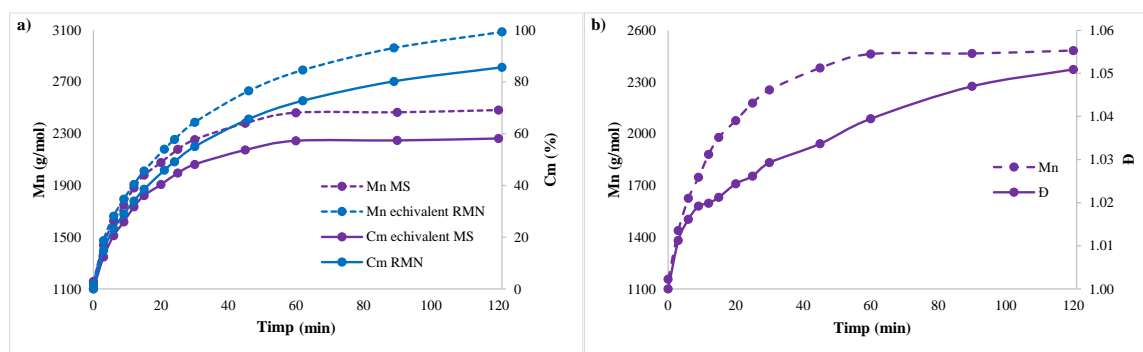 a)
3100
2700
2300
1900
1500
1100
Mn (g/mol)
100
80
60
40
20
0
Cm (%)
0 20 40 60 80 100 120
Timp (min)
Mn MS
Mn echivalent RMN
Cm echivalent MS
Cm RMN
b)
2600
2300
2000
1700
1400
1100
Mn (g/mol)
1.06
1.05
1.04
1.03
1.02
1.01
1.00
Đ
0 20 40 60 80 100 120
Timp (min)
Mn
Đ